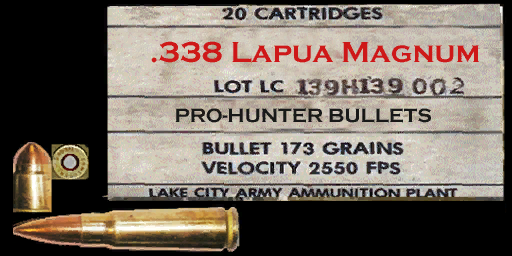 20 CARTRIDGES
.338 LAPUA MAGNUM
LOT LC 139H139 002
PRO-HUNTER BULLETS
BULLET 173 GRAINS
VELOCITY 2550 FPS
LAKE CITY ARMY AMMUNITION PLANT